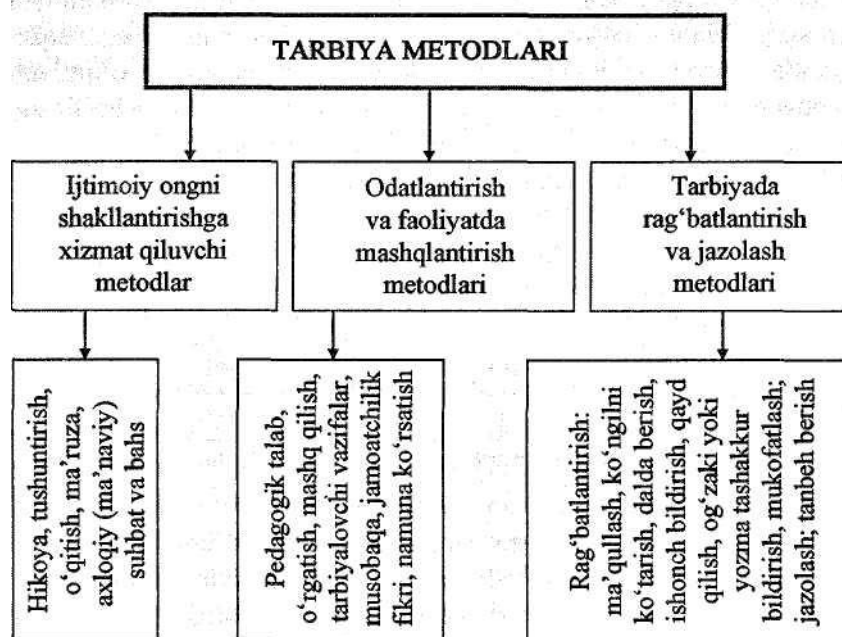 TARBIYA METODLARI
Ijtimoiy ongni
shakllantirishga
xizmat qiluvchi
metodlar
Odatlantirish
va faoliyatda
mashqlantirish
metodlari
Tarbiyada
rag‘batlantirish
va jazolash
metodlari
Hikoya, tushuntirish,
o‘qitish, ma’ruza,
axloqiy (ma’naviy)
suhbat va bahs
Pedagogik talab,
o‘rgatish, mashq qilish,
tarbiyalovchi vazifalar,
musobaqa, jamoatchilik
fikri, namuna ko‘rsatish
Rag‘batlantirish:
ma’qullash, ko‘ngilni
ko‘tarish, dalda berish,
ishonch bildirish, qayd
qilish, og‘zaki yoki
yozma tashakkur
bildirish, mukofatlash;
jazolash; tanbeh berish